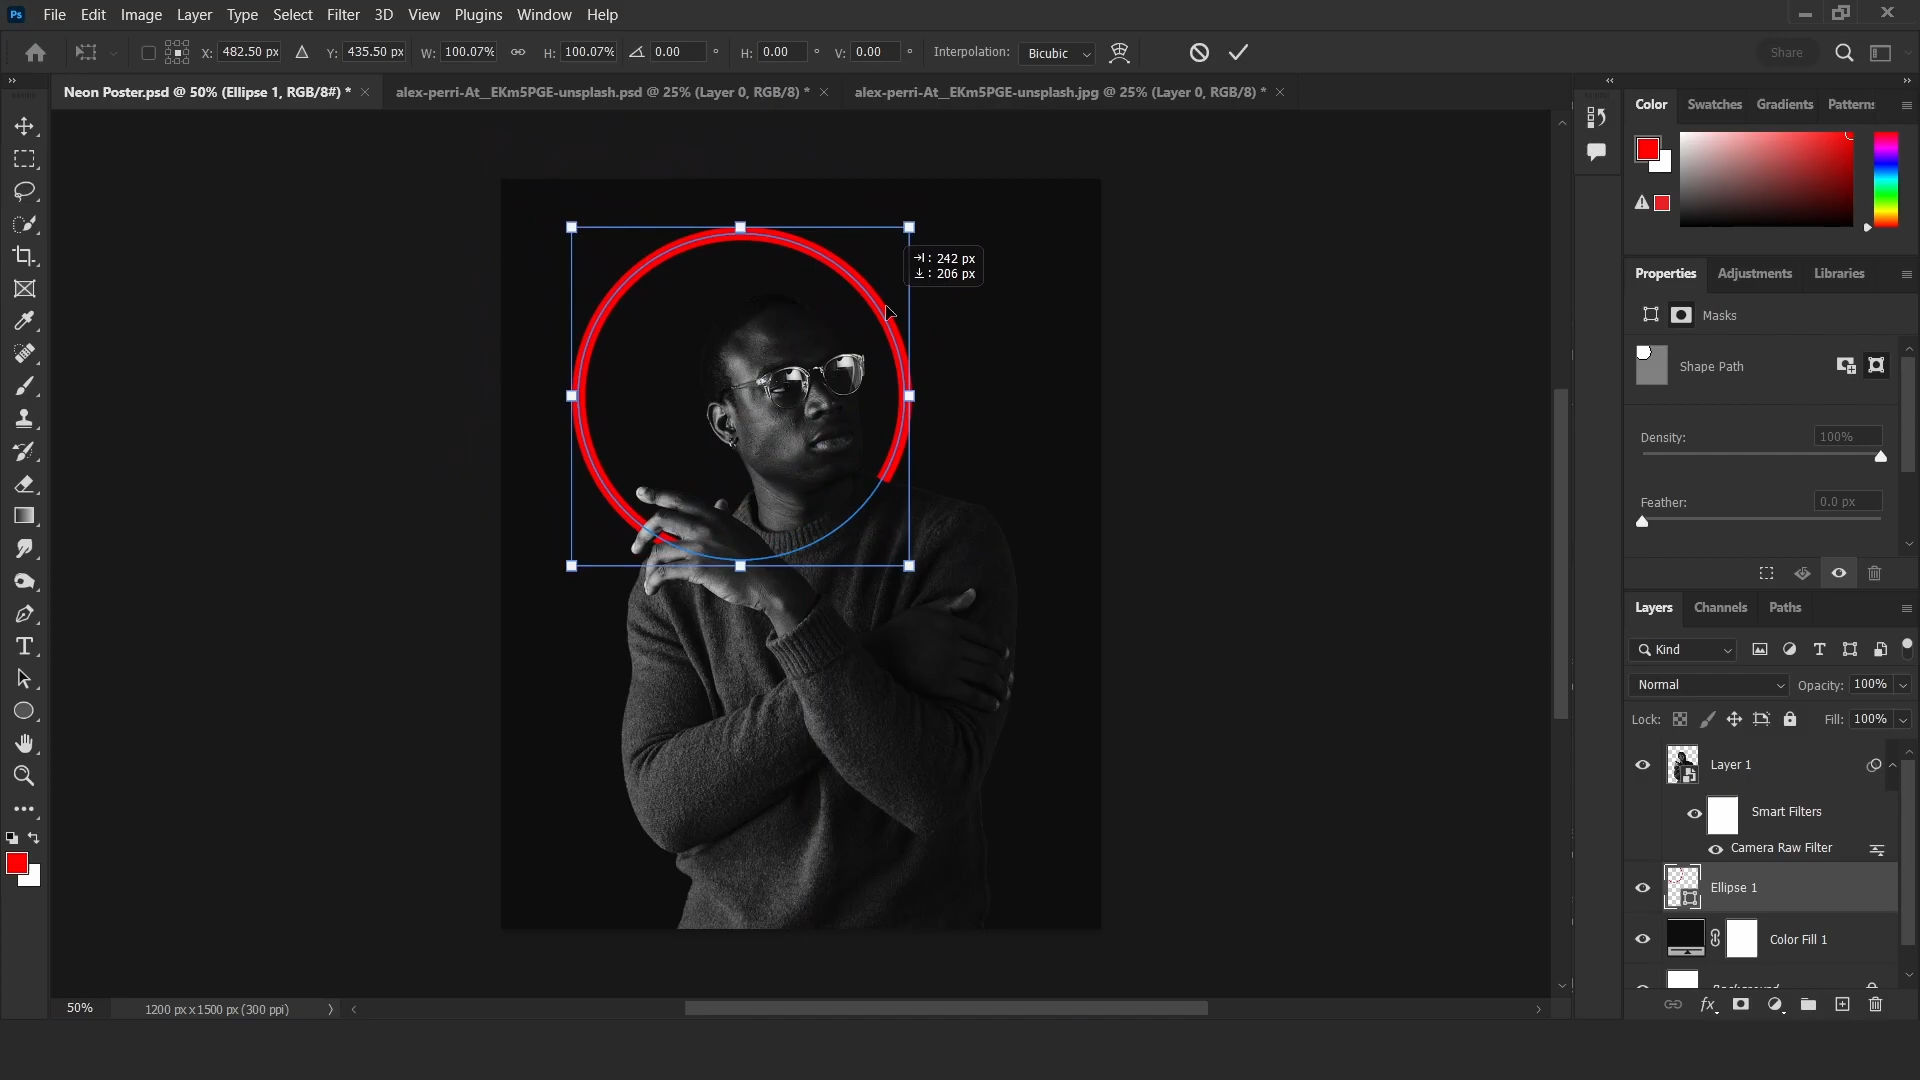 Ps File Edit Image Layer Type Select Filter 3D View Plugins Window Help
X: 482.50 px Y: 435.50 px W: 100.07% H: 100.07% 0.00 ° H: 0.00 ° V: 0.00 ° Interpolation: Bicubic Share
Neon Poster.psd @ 50% (Ellipse 1, RGB/8#) * alex-perri-At__EKm5PGE-unsplash.psd @ 25% (Layer 0, RGB/8) * alex-perri-At__EKm5PGE-unsplash.jpg @ 25% (Layer 0, RGB/8) *
Color Swatches Gradients Patterns
: 242 px
: 206 px
Properties Adjustments Libraries
Masks
Shape Path
Density: 100%
Feather: 0.0 px
Layers Channels Paths
Kind
Normal Opacity: 100%
Lock: Fill: 100%
Layer 1
Smart Filters
Camera Raw Filter
Ellipse 1
Color Fill 1
Background
50% 1200 px x 1500 px (300 ppi)
fx